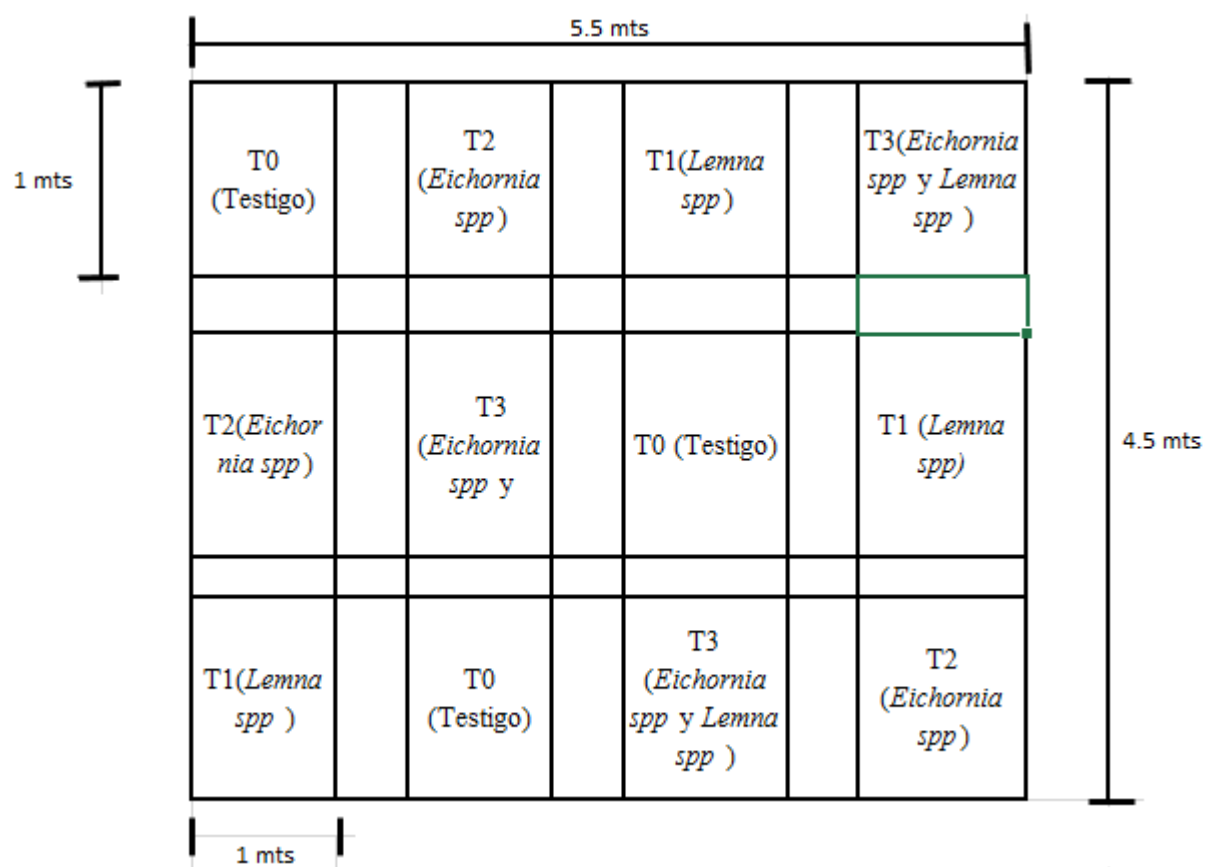 5.5 mts
1 mts
T0
(Testigo)
T2
(Eichornia
spp)
T1(Lemna
spp)
T3(Eichornia
spp y Lemna
spp )
T2(Eichor
nia spp)
T3
(Eichornia
spp y
T0 (Testigo)
T1 (Lemna
spp)
4.5 mts
T1(Lemna
spp )
T0
(Testigo)
T3
(Eichornia
spp y Lemna
spp )
T2
(Eichornia
spp)
1 mts